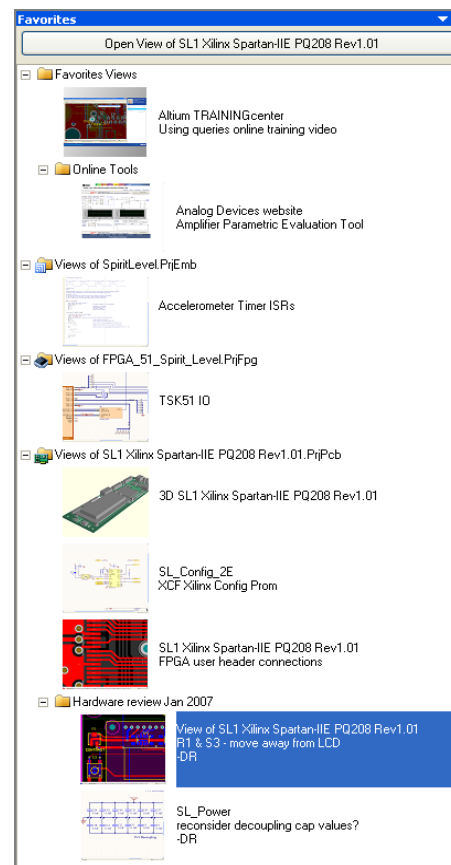 Favorites
Open View of SL1 Xilinx Spartan-IIE PQ208 Rev1.01
Favorites Views
Altium TRAININGcenter
Using queries online training video
Online Tools
Analog Devices website
Amplifier Parametric Evaluation Tool
Views of SpiritLevel.PrjEmb
Accelerometer Timer ISRs
Views of FPGA_51_Spirit_Level.PrjFpg
TSK51 IO
Views of SL1 Xilinx Spartan-IIE PQ208 Rev1.01.PrjPcb
3D SL1 Xilinx Spartan-IIE PQ208 Rev1.01
SL_Config_2E
XCF Xilinx Config Prom
SL1 Xilinx Spartan-IIE PQ208 Rev1.01
FPGA user header connections
Hardware review Jan 2007
View of SL1 Xilinx Spartan-IIE PQ208 Rev1.01
R1 & S3 - move away from LCD
-DR
SL_Power
reconsider decoupling cap values?
-DR